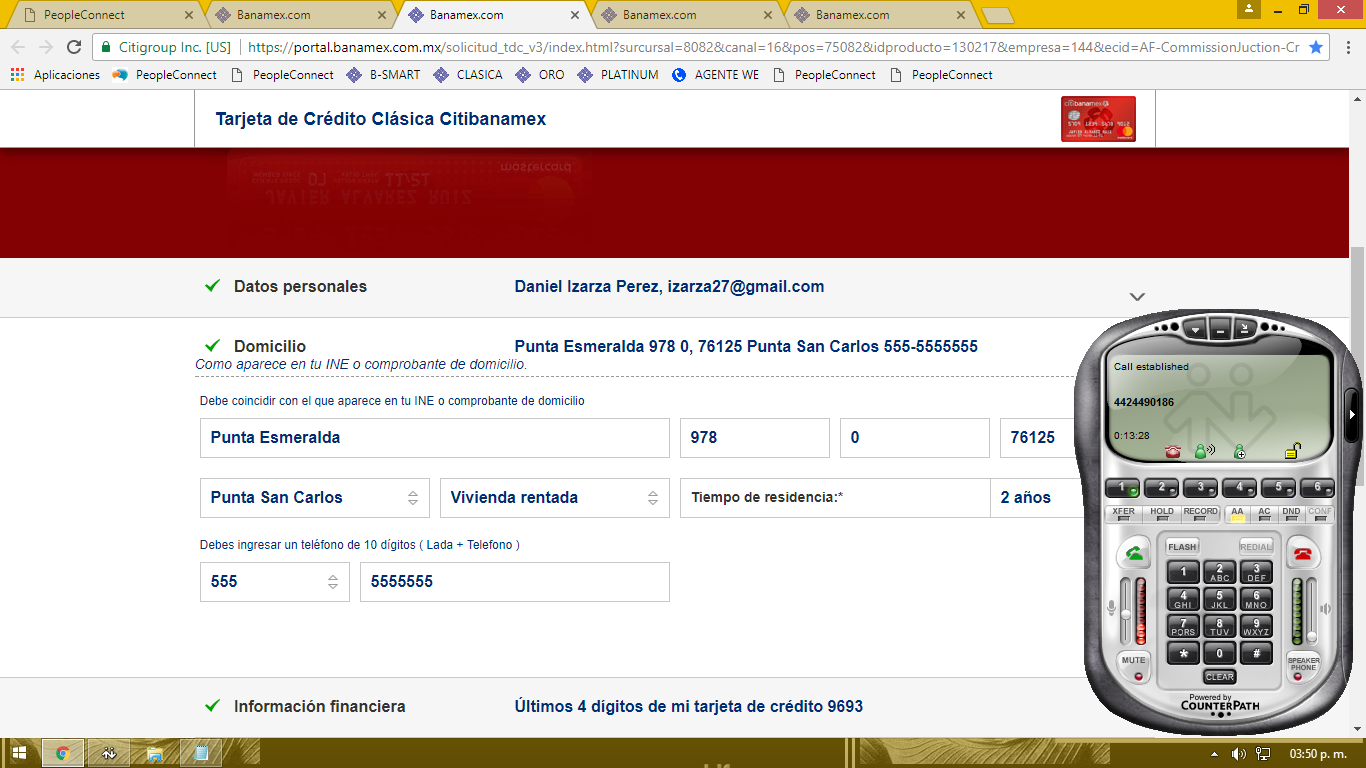 PeopleConnect
Banamex.com
Banamex.com
Banamex.com
Banamex.com
Citigroup Inc. [US]
https://portal.banamex.com.mx/solicitud_tdc_v3/index.html?surcursal=8082&canal=16&pos=75082&idproducto=130217&empresa=144&ecid=AF-CommissionJuction-Cr
Aplicaciones
PeopleConnect
PeopleConnect
B-SMART
CLASICA
ORO
PLATINUM
AGENTE WE
PeopleConnect
PeopleConnect
Tarjeta de Crédito Clásica Citibanamex
citibanamex
mastercard
JAVIER ALVAREZ RUIZ
Datos personales
Daniel Izarza Perez, izarza27@gmail.com
Domicilio
Punta Esmeralda 978 0, 76125 Punta San Carlos 555-5555555
Como aparece en tu INE o comprobante de domicilio.
Debe coincidir con el que aparece en tu INE o comprobante de domicilio
Punta Esmeralda
978
0
76125
Punta San Carlos
Vivienda rentada
Tiempo de residencia:*
2 años
Debes ingresar un teléfono de 10 dígitos ( Lada + Telefono )
555
5555555
Información financiera
Últimos 4 dígitos de mi tarjeta de crédito 9693
Call established
4424490186
0:13:28
1 2 3 4 5 6
XFER HOLD RECORD AA AC DND CONF
FLASH REDIAL
1 2 ABC 3 DEF
4 GHI 5 JKL 6 MNO
7 PQRS 8 TUV 9 WXYZ
* 0 #
MUTE
SPEAKER PHONE
CLEAR
Powered by
COUNTERPATH
03:50 p. m.